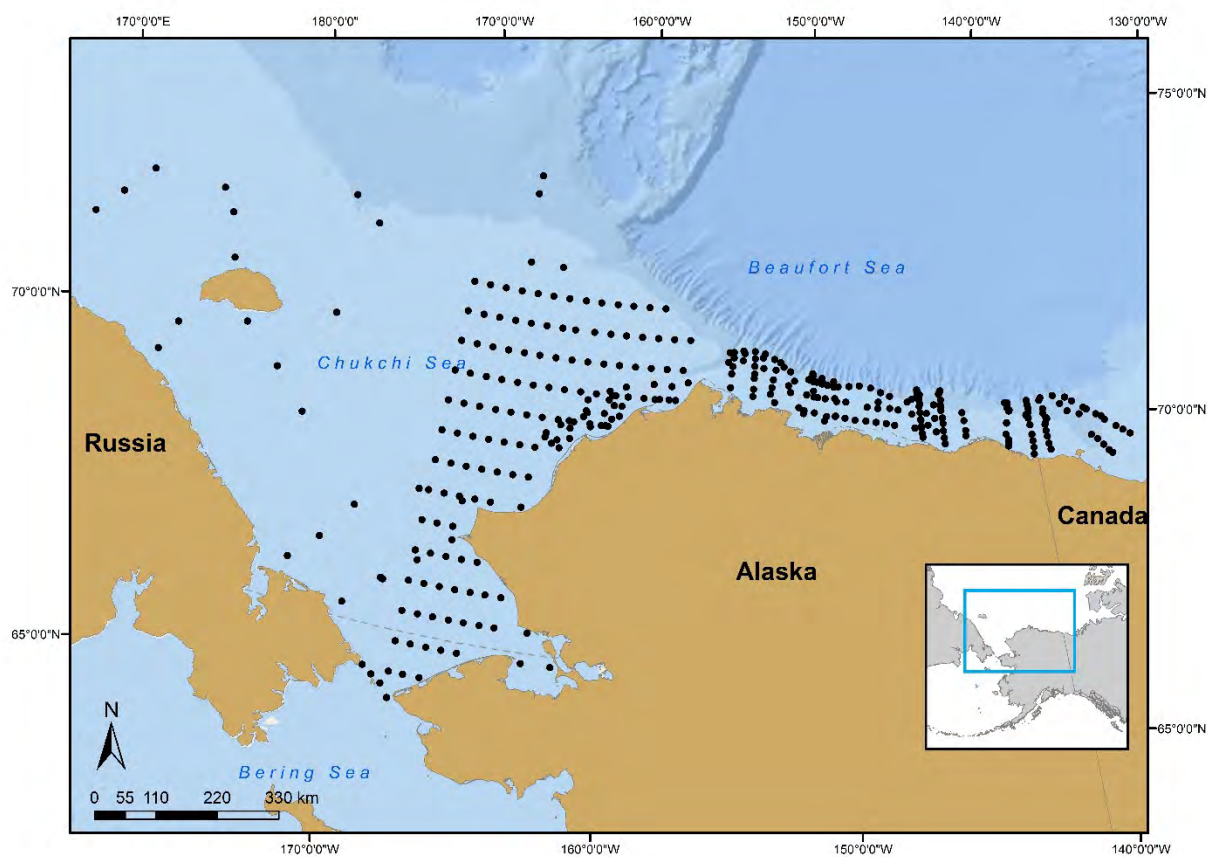 170°0'0"E 180°0'0" 170°0'0"W 160°0'0"W 150°0'0"W 140°0'0"W 130°0'0"W
75°0'0"N
Beaufort Sea
70°0'0"N
Chukchi Sea
70°0'0"N
Russia
Canada
Alaska
65°0'0"N
N
65°0'0"N
Bering Sea
0 55 110 220 330 km
170°0'0"W 160°0'0"W 150°0'0"W 140°0'0"W